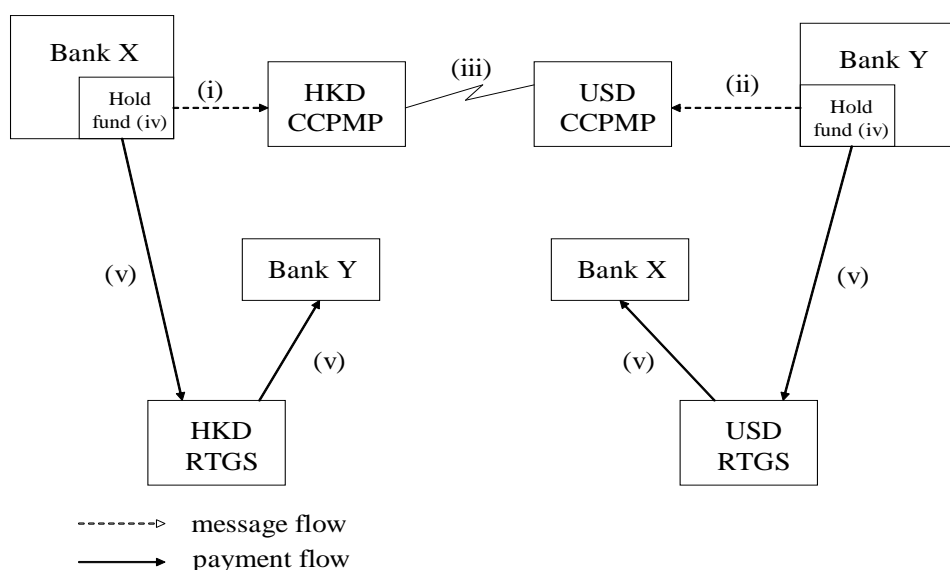 Bank X
Hold
fund (iv)
(i)
HKD
CCPMP
(iii)
USD
CCPMP
(ii)
Bank Y
Hold
fund (iv)
(v)
Bank Y
(v)
HKD
RTGS
Bank X
(v)
(v)
USD
RTGS
message flow
payment flow